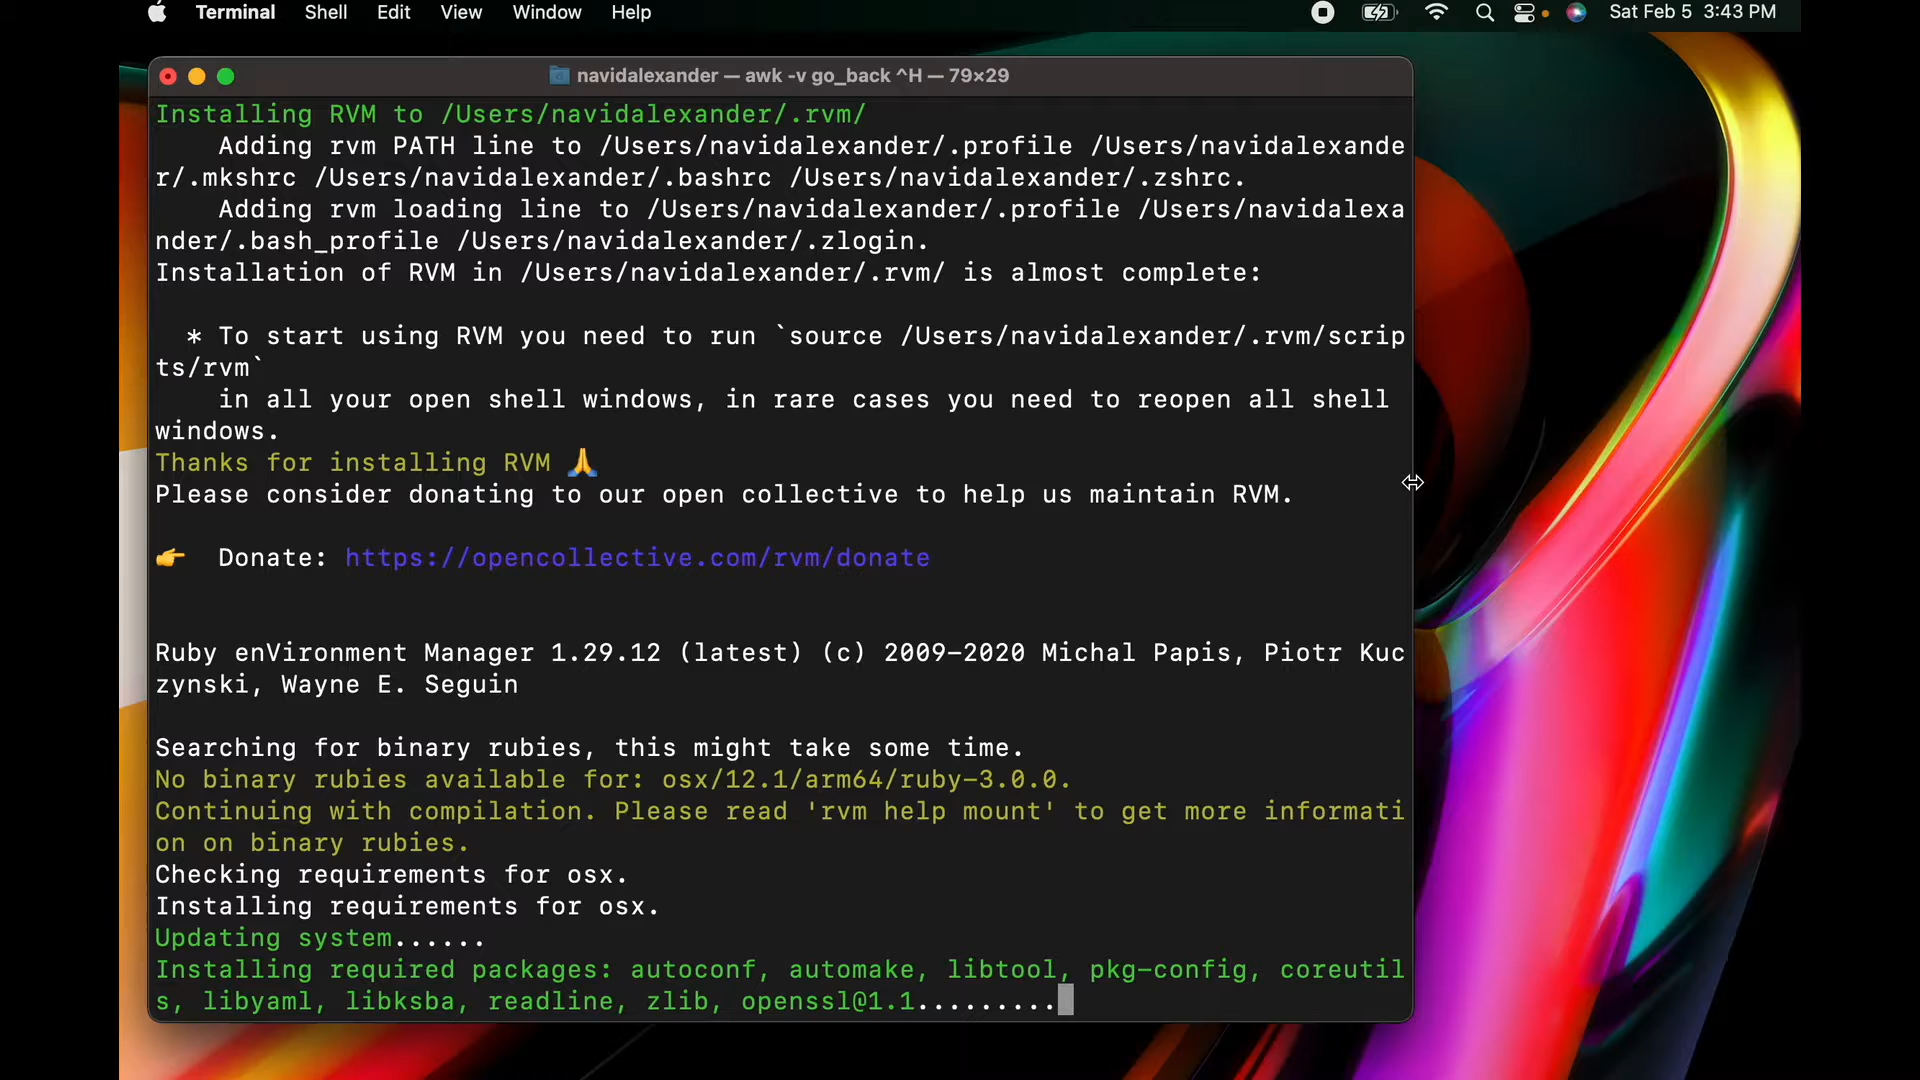 Terminal Shell Edit View Window Help Sat Feb 5 3:43 PM
navidalexander — awk -v go_back ^H — 79×29
Installing RVM to /Users/navidalexander/.rvm/
Adding rvm PATH line to /Users/navidalexander/.profile /Users/navidalexande
r/.mkshrc /Users/navidalexander/.bashrc /Users/navidalexander/.zshrc.
Adding rvm loading line to /Users/navidalexander/.profile /Users/navidalexa
nder/.bash_profile /Users/navidalexander/.zlogin.
Installation of RVM in /Users/navidalexander/.rvm/ is almost complete:
* To start using RVM you need to run `source /Users/navidalexander/.rvm/scrip
ts/rvm`
in all your open shell windows, in rare cases you need to reopen all shell
windows.
Thanks for installing RVM 🙏
Please consider donating to our open collective to help us maintain RVM.
👉 Donate: https://opencollective.com/rvm/donate
Ruby enVironment Manager 1.29.12 (latest) (c) 2009-2020 Michal Papis, Piotr Kuc
zynski, Wayne E. Seguin
Searching for binary rubies, this might take some time.
No binary rubies available for: osx/12.1/arm64/ruby-3.0.0.
Continuing with compilation. Please read 'rvm help mount' to get more informati
on on binary rubies.
Checking requirements for osx.
Installing requirements for osx.
Updating system......
Installing required packages: autoconf, automake, libtool, pkg-config, coreutil
s, libyaml, libksba, readline, zlib, openssl@1.1.........